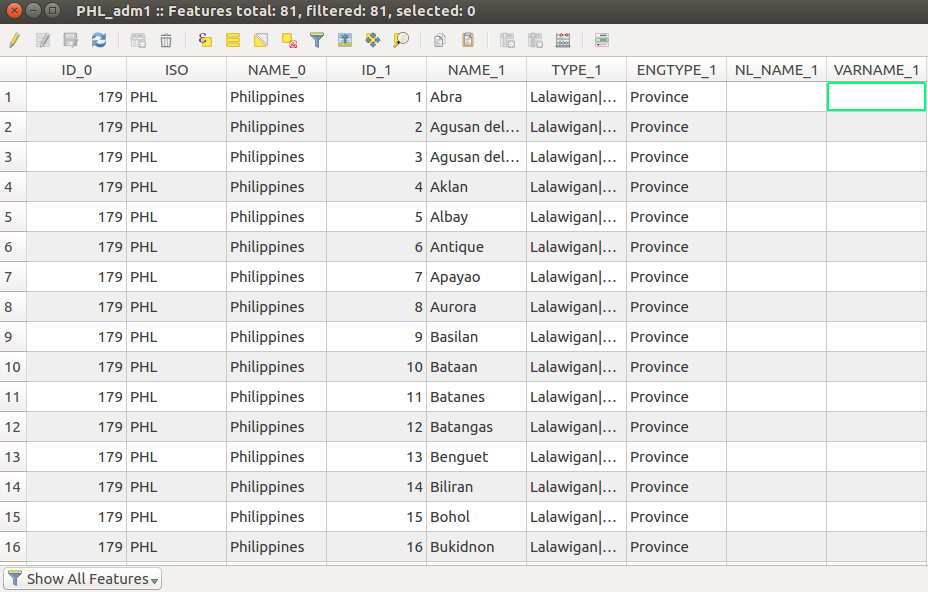 PHL_adm1 :: Features total: 81, filtered: 81, selected: 0
ID_0 ISO NAME_0 ID_1 NAME_1 TYPE_1 ENGTYPE_1 NL_NAME_1 VARNAME_1
1 179 PHL Philippines 1 Abra Lalawigan|... Province
2 179 PHL Philippines 2 Agusan del... Lalawigan|... Province
3 179 PHL Philippines 3 Agusan del... Lalawigan|... Province
4 179 PHL Philippines 4 Aklan Lalawigan|... Province
5 179 PHL Philippines 5 Albay Lalawigan|... Province
6 179 PHL Philippines 6 Antique Lalawigan|... Province
7 179 PHL Philippines 7 Apayao Lalawigan|... Province
8 179 PHL Philippines 8 Aurora Lalawigan|... Province
9 179 PHL Philippines 9 Basilan Lalawigan|... Province
10 179 PHL Philippines 10 Bataan Lalawigan|... Province
11 179 PHL Philippines 11 Batanes Lalawigan|... Province
12 179 PHL Philippines 12 Batangas Lalawigan|... Province
13 179 PHL Philippines 13 Benguet Lalawigan|... Province
14 179 PHL Philippines 14 Biliran Lalawigan|... Province
15 179 PHL Philippines 15 Bohol Lalawigan|... Province
16 179 PHL Philippines 16 Bukidnon Lalawigan|... Province
Show All Features